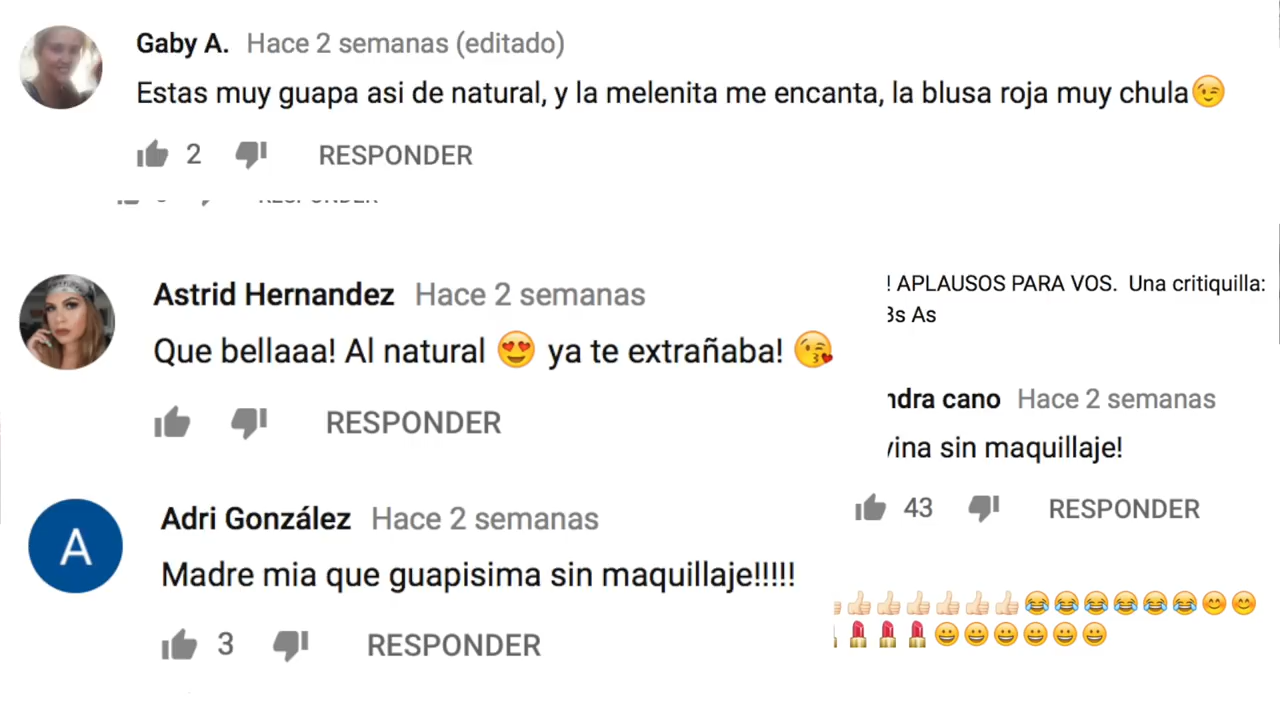 Gaby A. Hace 2 semanas (editado)
Estas muy guapa asi de natural, y la melenita me encanta, la blusa roja muy chula😉
2 RESPONDER
Astrid Hernandez Hace 2 semanas
Que bellaaa! Al natural 😍 ya te extrañaba! 😘
RESPONDER
A
Adri González Hace 2 semanas
Madre mia que guapisima sin maquillaje!!!!!
3 RESPONDER
! APLAUSOS PARA VOS. Una critiquilla:
Bs As
ndra cano Hace 2 semanas
vina sin maquillaje!
43 RESPONDER
👍🏻👍🏻👍🏻👍🏻👍🏻👍🏻😂😂😂😂😂😂😊😊
💄💄💄😀😀😀😀😀😀